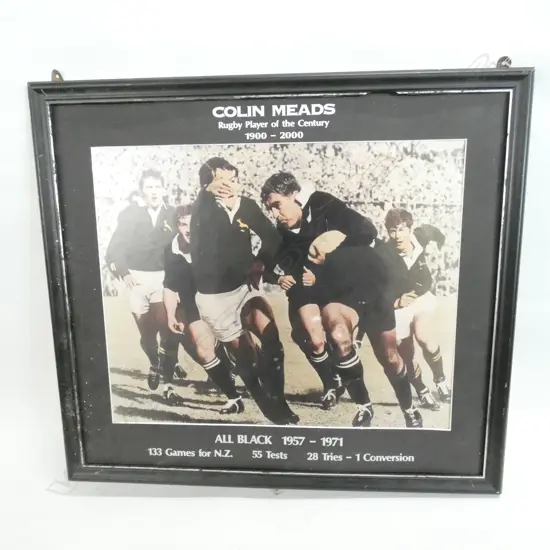 COLIN MEADS
Rugby Player of the Century
1900 - 2000
ALL BLACK 1957 - 1971
133 Games for N.Z. 55 Tests 28 Tries - 1 Conversion